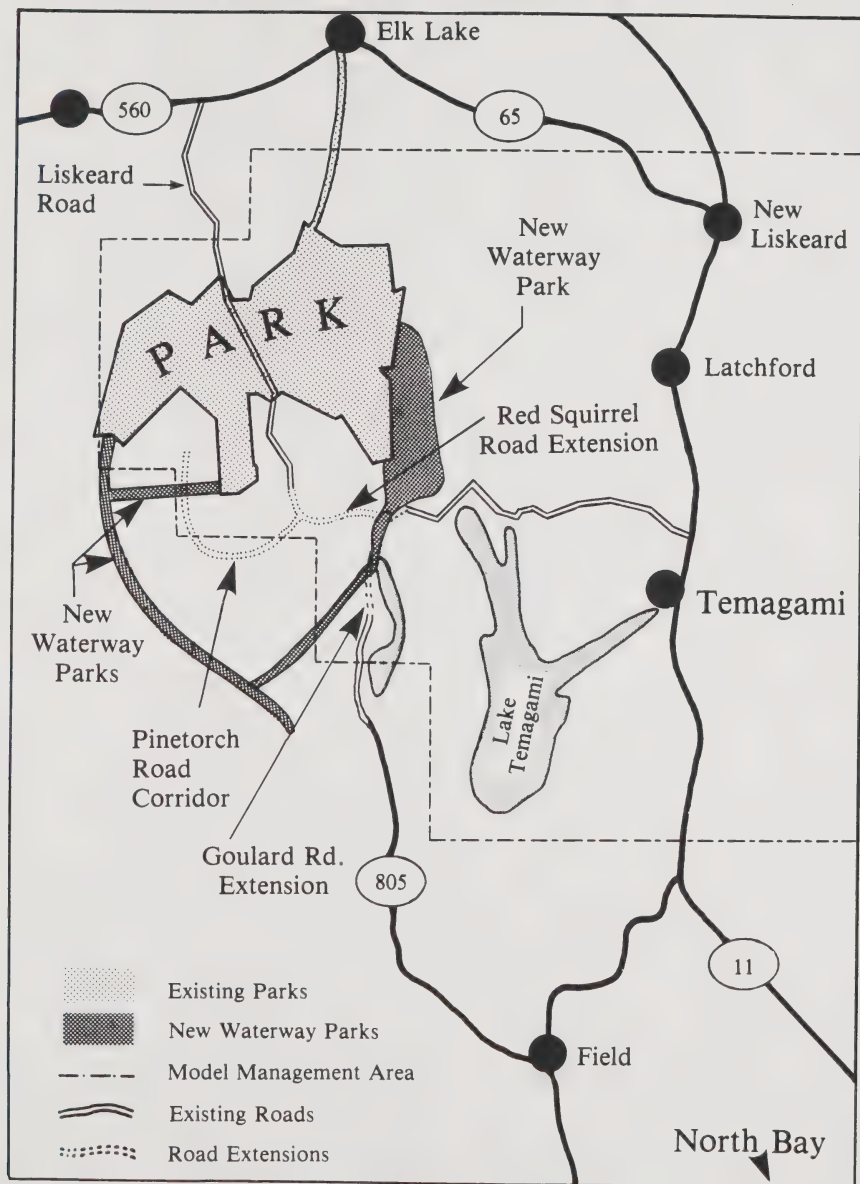 Elk Lake
560
65
Liskeard
Road
New
Liskeard
New
Waterway
Park
PARK
Latchford
Red Squirrel
Road Extension
Temagami
New
Waterway
Parks
Lake
Temagami
Pinetorch
Road
Corridor
Goulard Rd.
Extension
805
11
Existing Parks
New Waterway Parks
Model Management Area
Existing Roads
Road Extensions
Field
North Bay